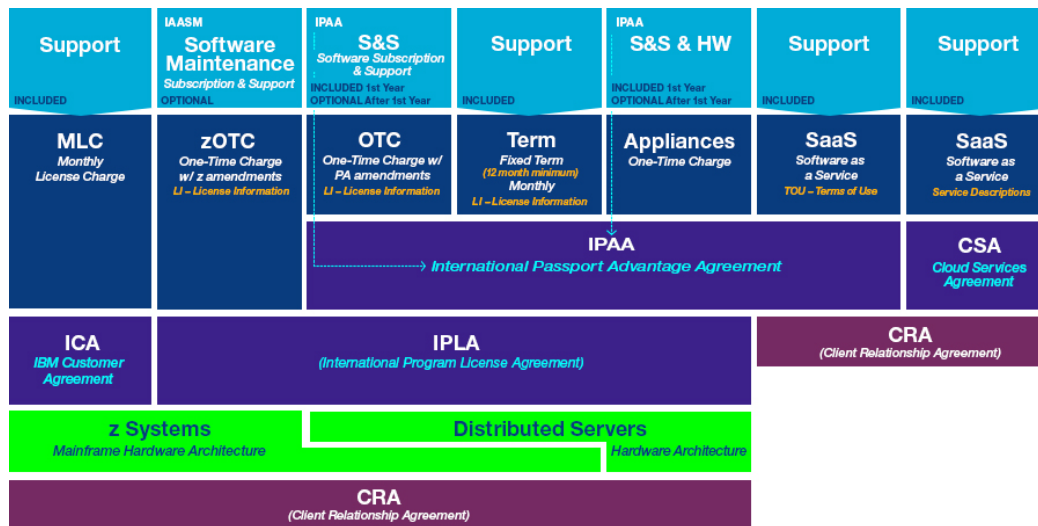 Support
INCLUDED
IAASM
Software
Maintenance
Subscription & Support
OPTIONAL
IPAA
S&S
Software Subscription
& Support
INCLUDED 1st Year
OPTIONAL After 1st Year
Support
INCLUDED
IPAA
S&S & HW
INCLUDED 1st Year
OPTIONAL After 1st Year
Support
INCLUDED
Support
INCLUDED
MLC
Monthly
License Charge
zOTC
One-Time Charge
w/ z amendments
LI – License Information
OTC
One-Time Charge w/
PA amendments
LI – License Information
Term
Fixed Term
(12 month minimum)
Monthly
LI – License Information
Appliances
One-Time Charge
SaaS
Software as
a Service
TOU – Terms of Use
SaaS
Software as
a Service
Service Descriptions
IPAA
International Passport Advantage Agreement
CSA
Cloud Services
Agreement
ICA
IBM Customer
Agreement
IPLA
(International Program License Agreement)
CRA
(Client Relationship Agreement)
z Systems
Mainframe Hardware Architecture
Distributed Servers
Hardware Architecture
CRA
(Client Relationship Agreement)